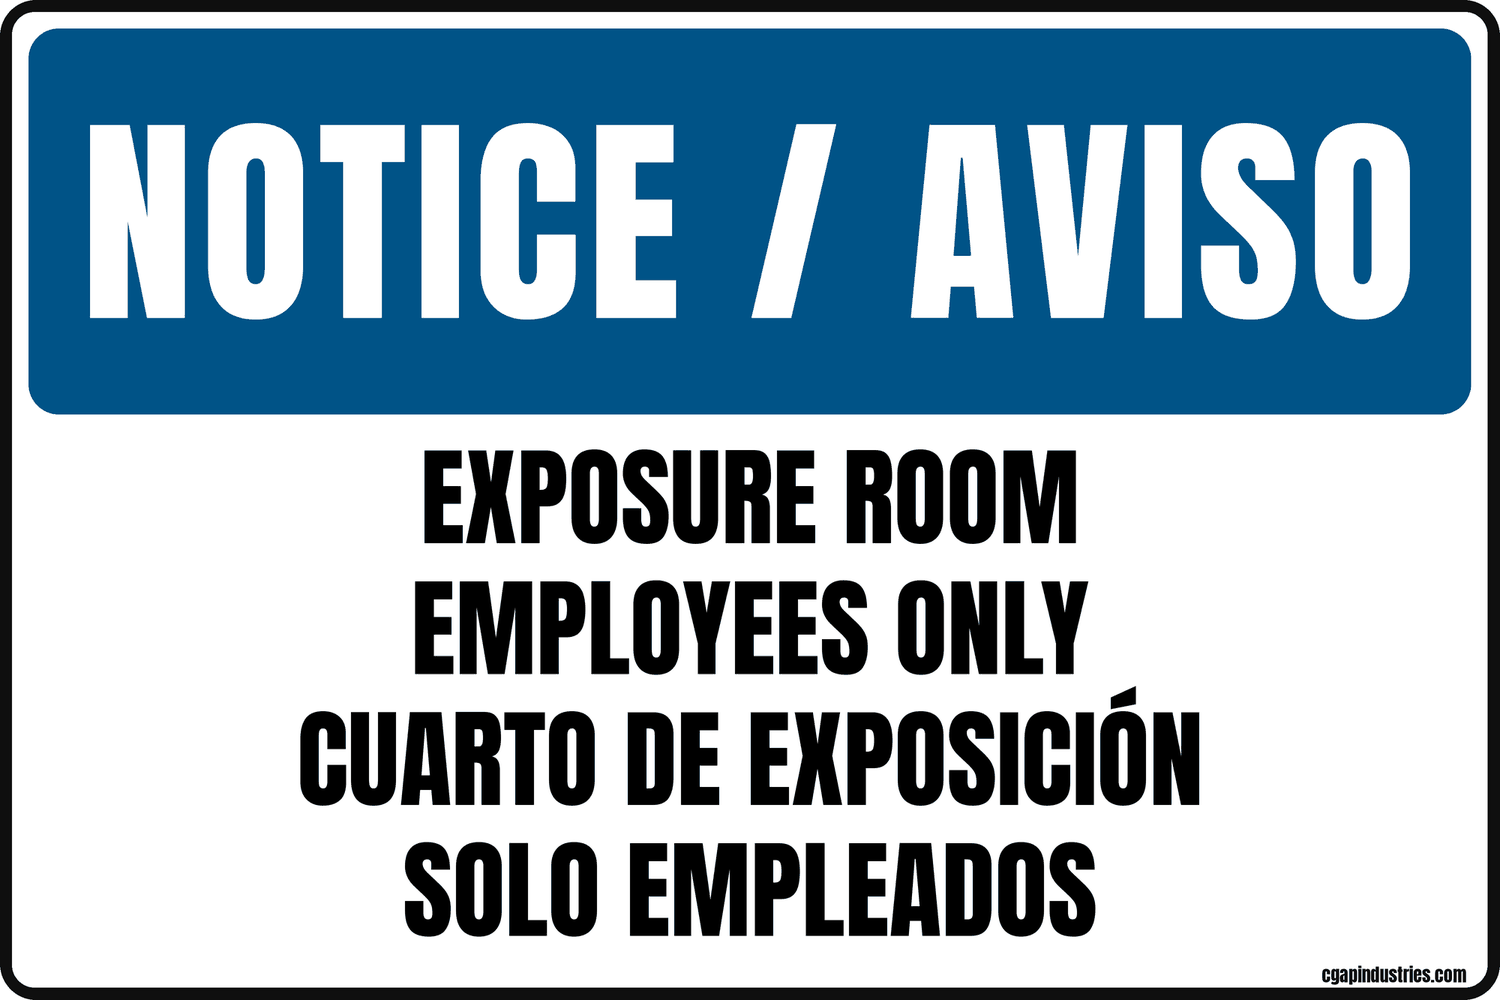 NOTICE / AVISO
EXPOSURE ROOM
EMPLOYEES ONLY
CUARTO DE EXPOSICIÓN
SOLO EMPLEADOS
cgapindustries.com